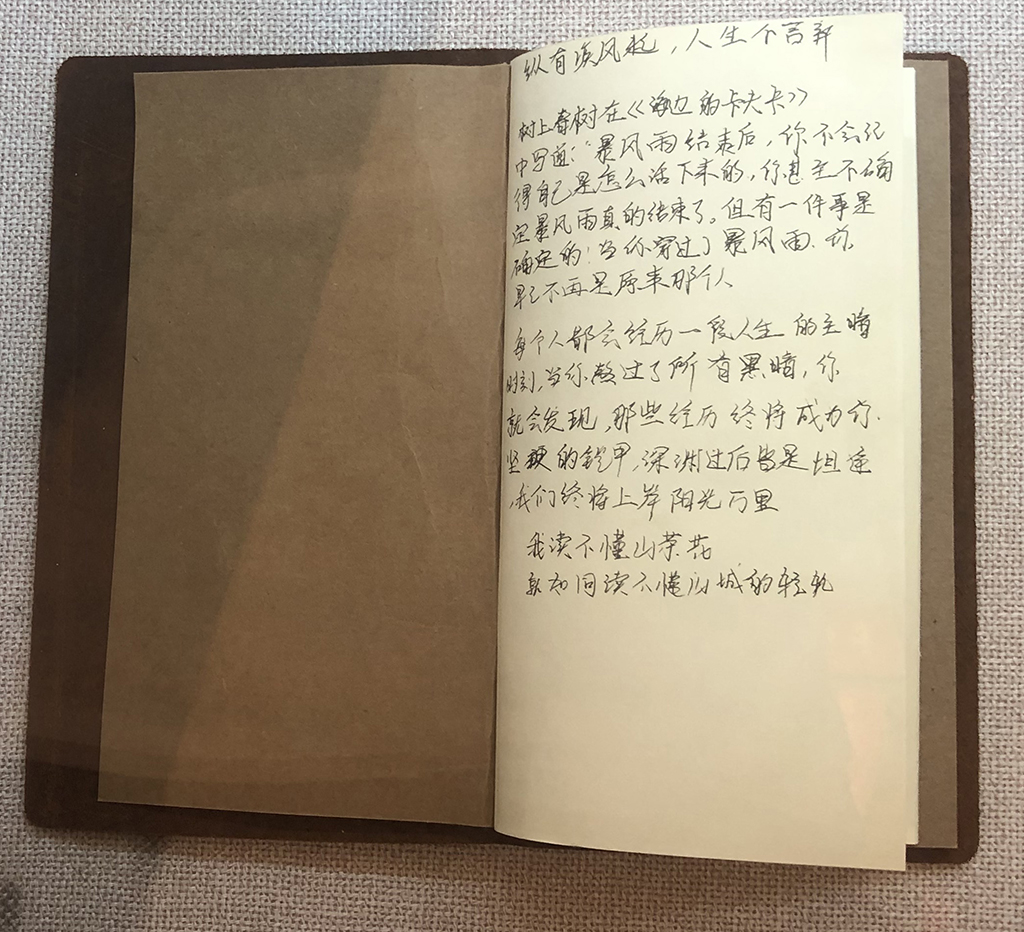 纵有疾风起，人生不言弃
树上春树在《海边的卡夫卡》
中写道：“暴风雨结束后，你不会记
得自己是怎么活下来的，你甚至不确
定暴风雨真的结束了。但有一件事是
确定的：当你穿过了暴风雨，你
早已不再是原来那个人
每个人都会经历一段人生的至暗
时刻，当你熬过了所有黑暗，你
就会发现，那些经历终将成为你
坚硬的铠甲，深渊过后皆是坦途
，我们终将上岸阳光万里
我读不懂山茶花
就如同读不懂山城的轻轨